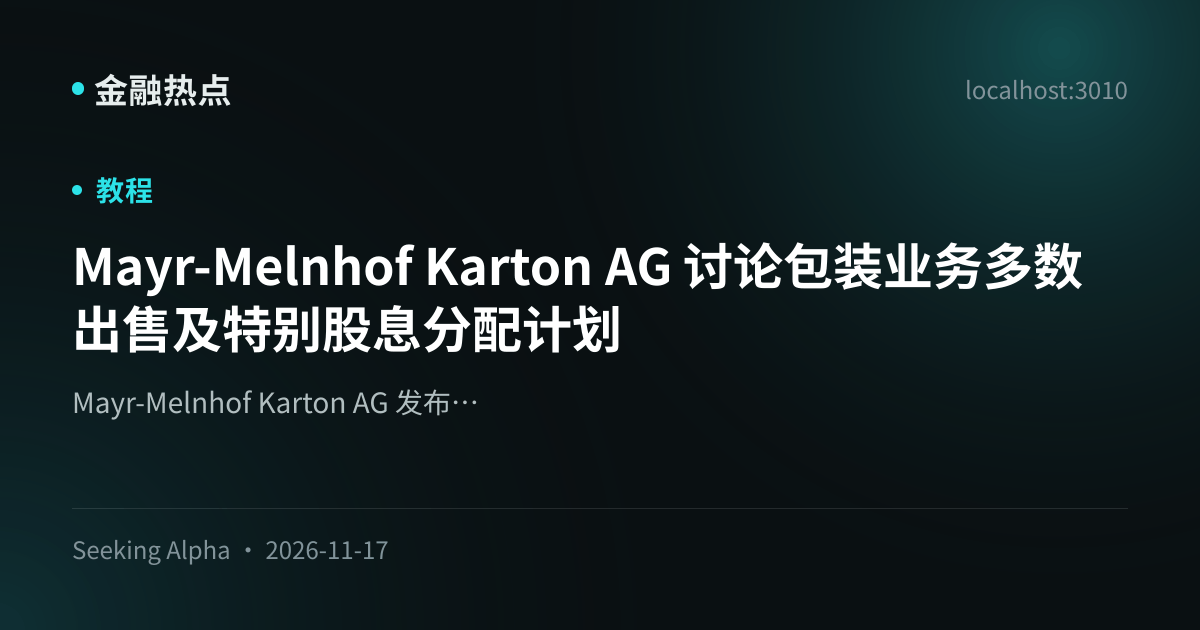 金融热点
localhost:3010
教程
Mayr-Melnhof Karton AG 讨论包装业务多数
出售及特别股息分配计划
Mayr-Melnhof Karton AG 发布…
Seeking Alpha · 2026-11-17